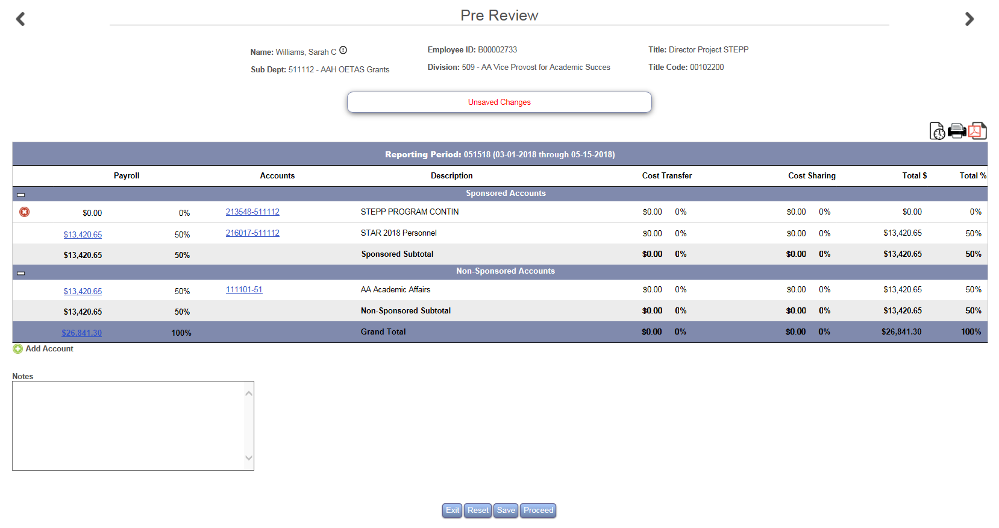 Pre Review
Name: Williams, Sarah C
Employee ID: B00002733
Title: Director Project STEPP
Sub Dept: 511112 - AAH OETAS Grants
Division: 509 - AA Vice Provost for Academic Succes
Title Code: 00102200
Unsaved Changes
Reporting Period: 051518 (03-01-2018 through 05-15-2018)
Payroll Accounts Description Cost Transfer Cost Sharing Total $ Total %
Sponsored Accounts
$0.00 0% 213548-511112 STEPP PROGRAM CONTIN $0.00 0% $0.00 0% $0.00 0%
$13,420.65 50% 216017-511112 STAR 2018 Personnel $0.00 0% $0.00 0% $13,420.65 50%
$13,420.65 50% Sponsored Subtotal $0.00 0% $0.00 0% $13,420.65 50%
Non-Sponsored Accounts
$13,420.65 50% 111101-51 AA Academic Affairs $0.00 0% $0.00 0% $13,420.65 50%
$13,420.65 50% Non-Sponsored Subtotal $0.00 0% $0.00 0% $13,420.65 50%
$26,841.30 100% Grand Total $0.00 0% $0.00 0% $26,841.30 100%
Add Account
Notes
Exit Reset Save Proceed